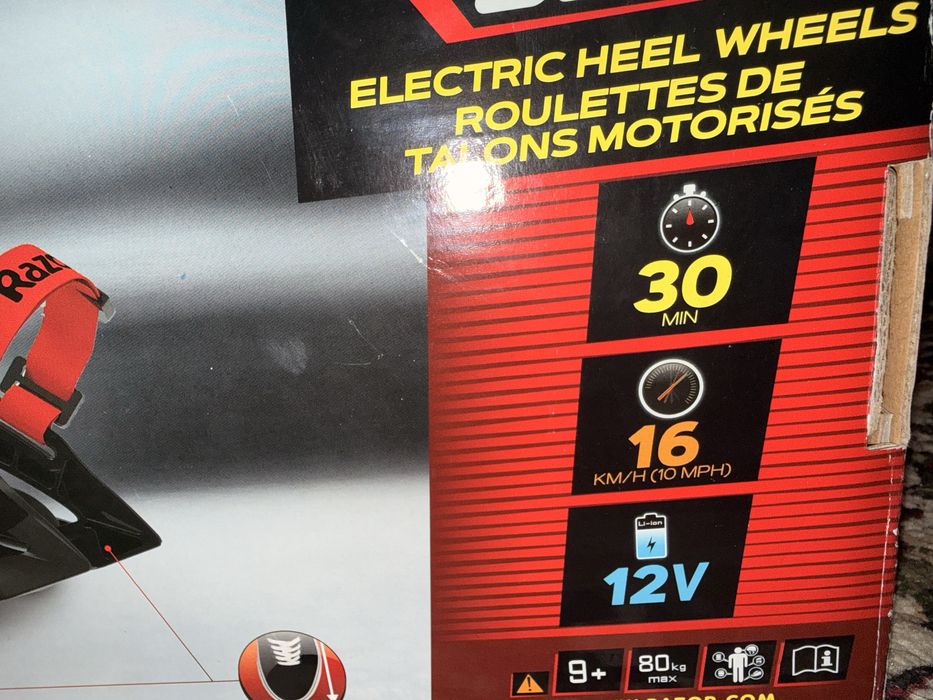 ELECTRIC HEEL WHEELS
ROULETTES DE
TALONS MOTORISÉS
30
MIN
16
KM/H (10 MPH)
Li-Ion
12V
9+
80kg
max